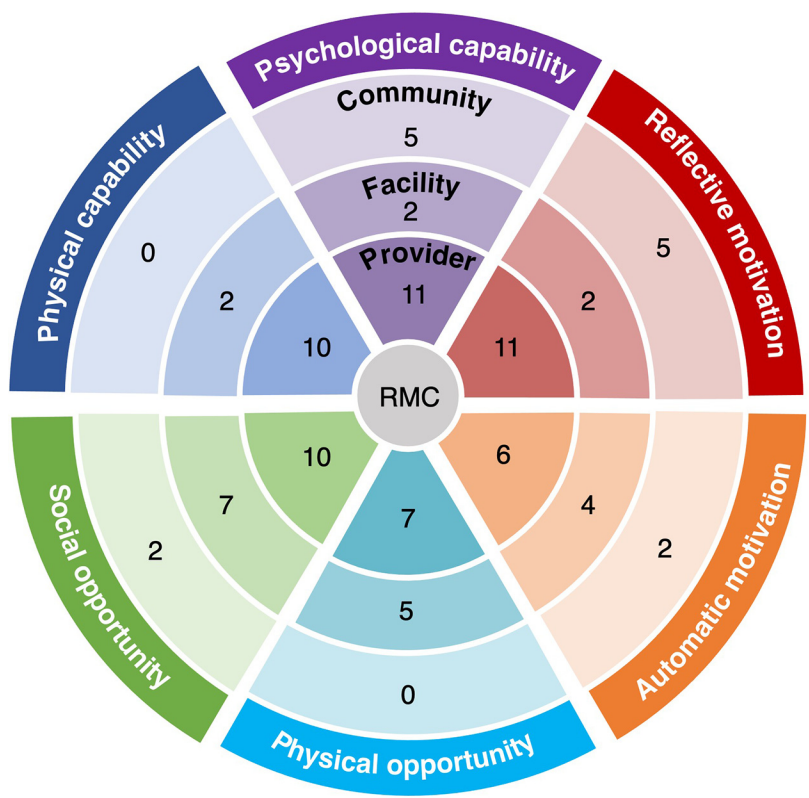 Psychological capability
Community
5
Facility
2
Provider
11
Reflective motivation
5
2
11
Automatic motivation
6
4
2
Physical opportunity
7
5
0
Social opportunity
10
7
2
Physical capability
0
2
10
RMC